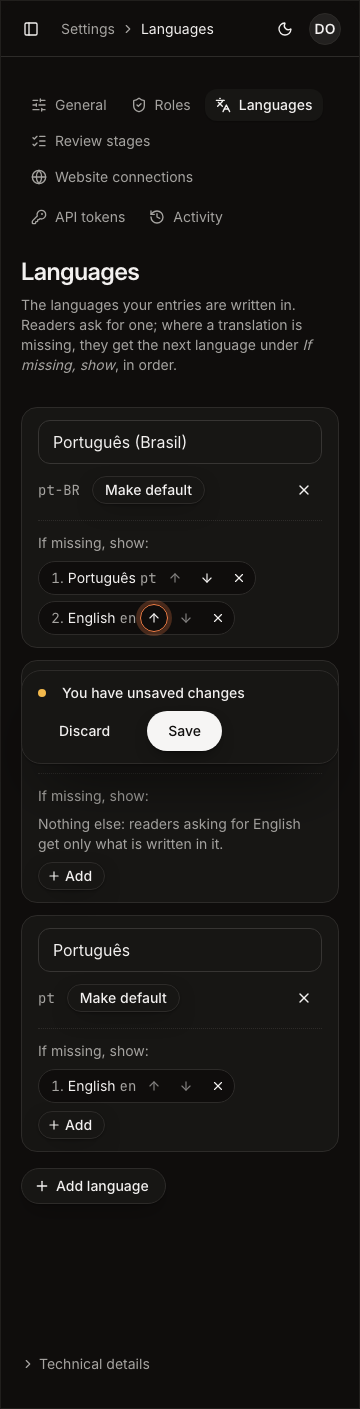 Settings > Languages DO
General Roles Languages
Review stages
Website connections
API tokens Activity
Languages
The languages your entries are written in.
Readers ask for one; where a translation is
missing, they get the next language under If
missing, show, in order.
Português (Brasil)
pt-BR Make default
If missing, show:
1. Português pt
2. English en
You have unsaved changes
Discard Save
If missing, show:
Nothing else: readers asking for English
get only what is written in it.
+ Add
Português
pt Make default
If missing, show:
1. English en
+ Add
+ Add language
> Technical details